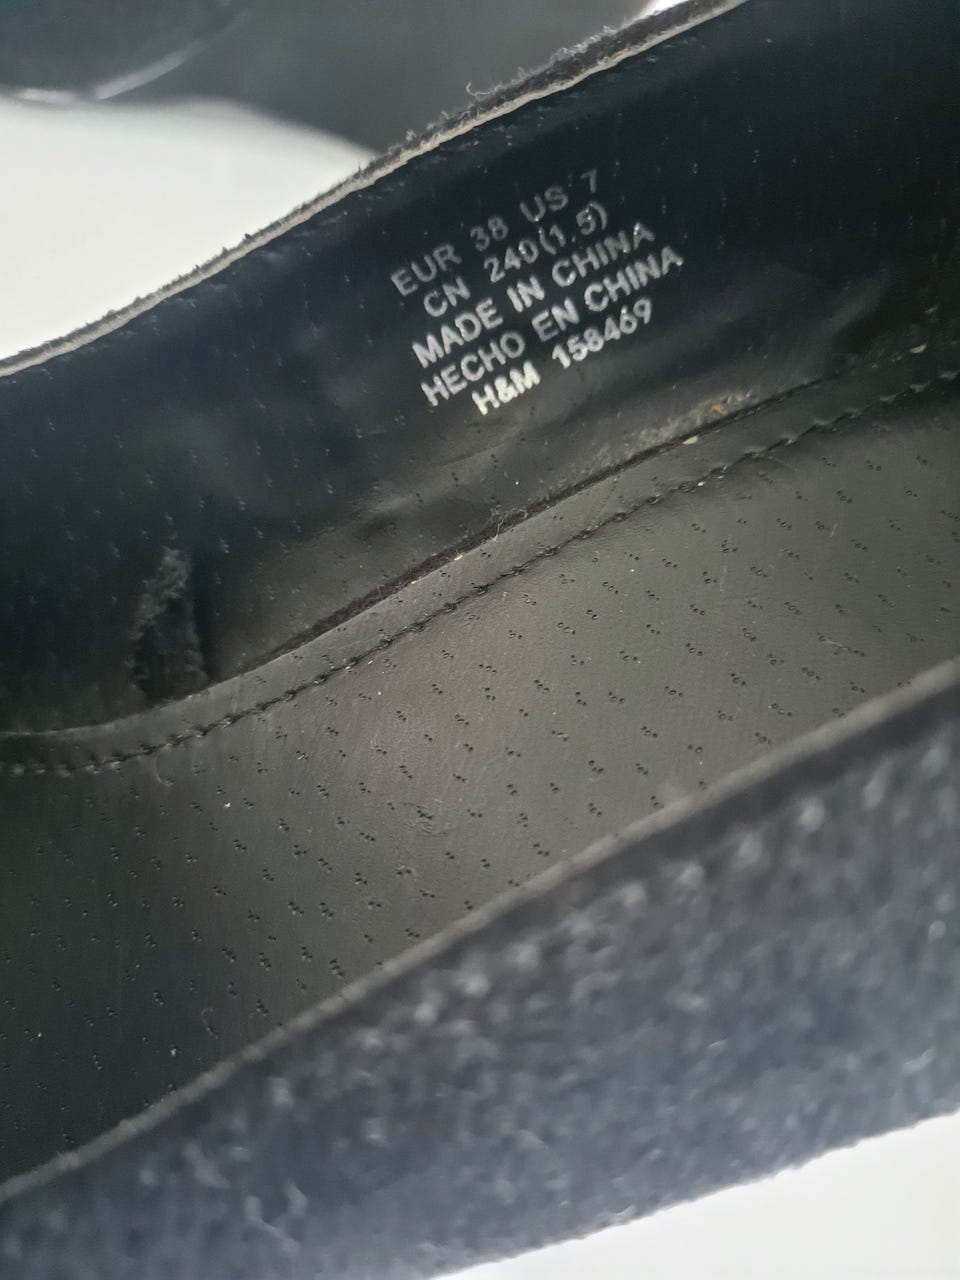 EUR 38 US 7
CN 240(1.5)
MADE IN CHINA
HECHO EN CHINA
H&M 158469